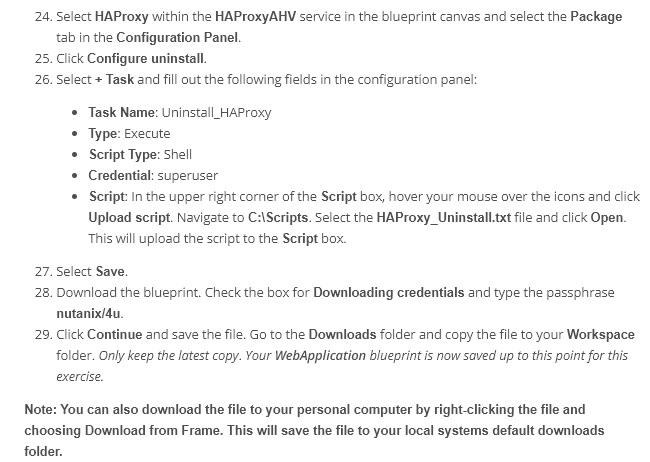 24. Select HAProxy within the HAProxyAHV service in the blueprint canvas and select the Package
tab in the Configuration Panel.
25. Click Configure uninstall.
26. Select + Task and fill out the following fields in the configuration panel:
• Task Name: Uninstall_HAProxy
• Type: Execute
• Script Type: Shell
• Credential: superuser
• Script: In the upper right corner of the Script box, hover your mouse over the icons and click
Upload script. Navigate to C:\Scripts. Select the HAProxy_Uninstall.txt file and click Open.
This will upload the script to the Script box.
27. Select Save.
28. Download the blueprint. Check the box for Downloading credentials and type the passphrase
nutanix/4u.
29. Click Continue and save the file. Go to the Downloads folder and copy the file to your Workspace
folder. Only keep the latest copy. Your WebApplication blueprint is now saved up to this point for this
exercise.
Note: You can also download the file to your personal computer by right-clicking the file and
choosing Download from Frame. This will save the file to your local systems default downloads
folder.